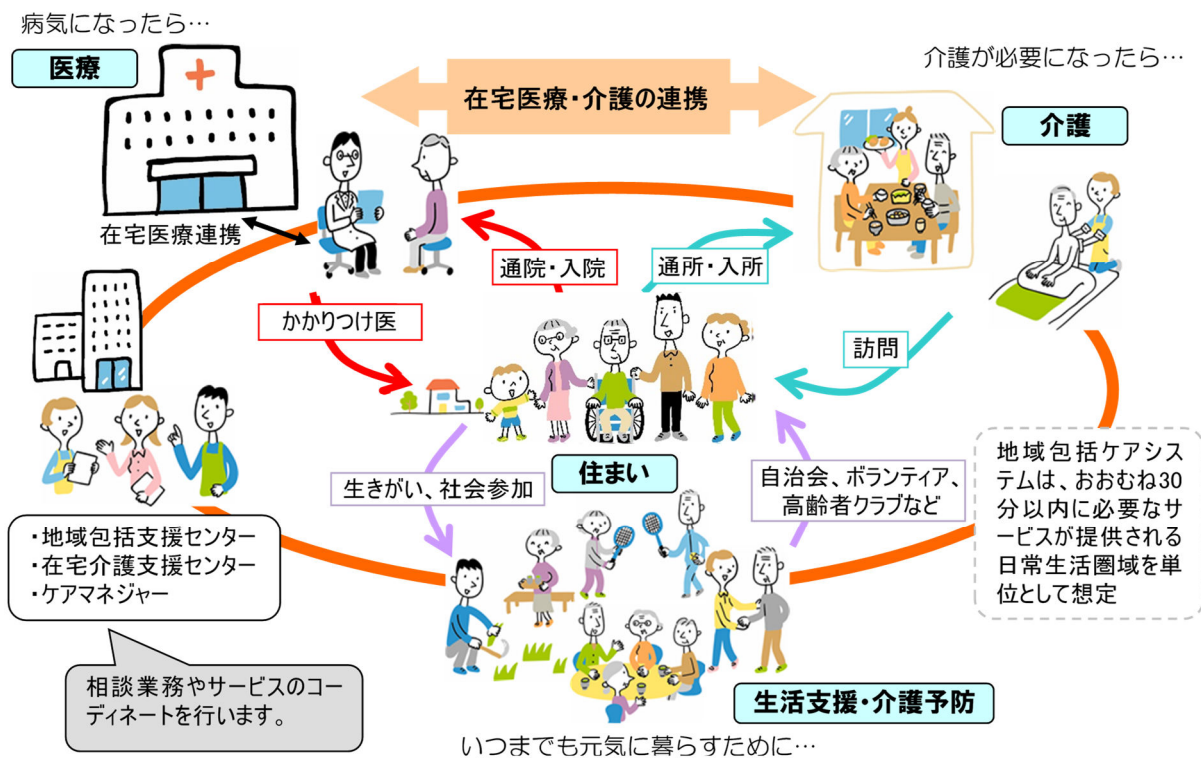 病気になったら…
医療
在宅医療・介護の連携
介護が必要になったら…
介護
在宅医療連携
通院・入院
通所・入所
かかりつけ医
訪問
住まい
生きがい、社会参加
自治会、ボランティア、
高齢者クラブなど
地域包括ケアシス
テムは、おおむね30
分以内に必要なサ
ービスが提供される
日常生活圏域を単
位として想定
・地域包括支援センター
・在宅介護支援センター
・ケアマネジャー
相談業務やサービスのコー
ディネートを行います。
生活支援・介護予防
いつまでも元気に暮らすために…